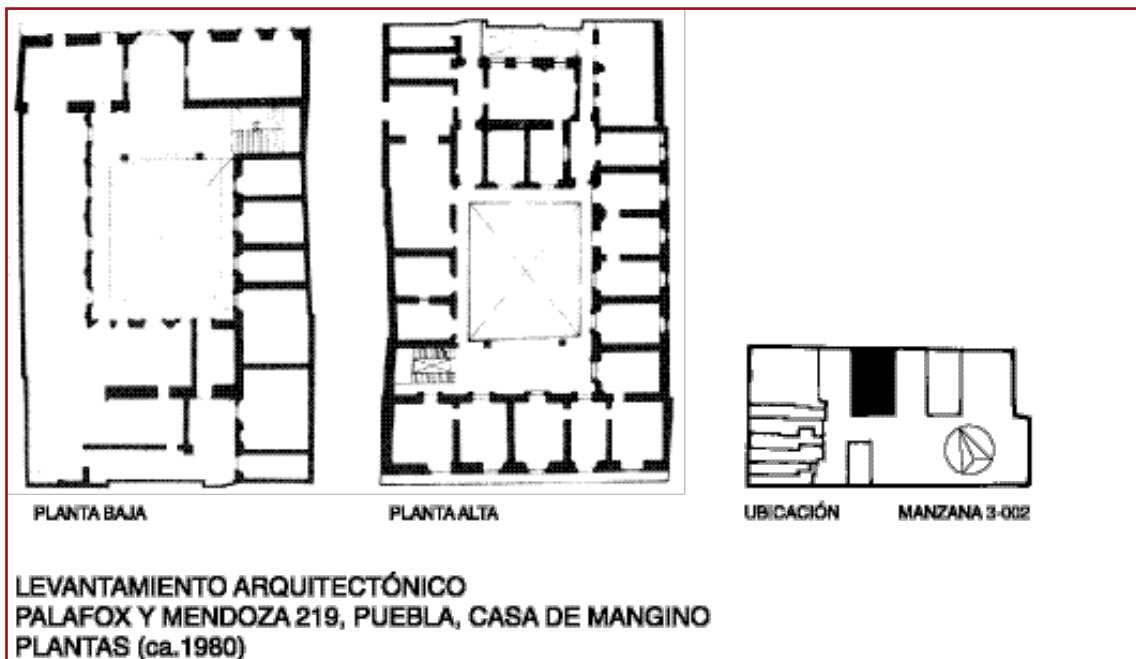 PLANTA BAJA
PLANTA ALTA
UBICACIÓN
MANZANA 3-002
LEVANTAMIENTO ARQUITECTÓNICO
PALAFOX Y MENDOZA 219, PUEBLA, CASA DE MANGINO
PLANTAS (ca.1980)